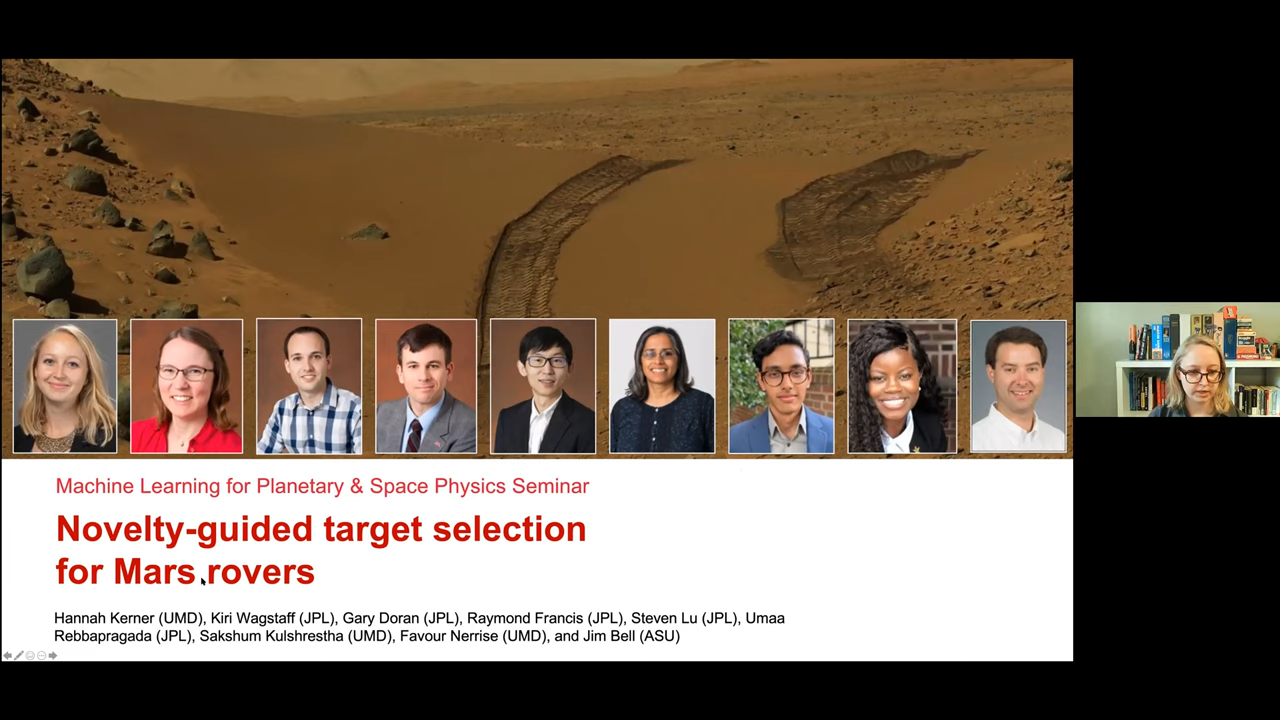 Machine Learning for Planetary & Space Physics Seminar
Novelty-guided target selection
for Mars rovers
Hannah Kerner (UMD), Kiri Wagstaff (JPL), Gary Doran (JPL), Raymond Francis (JPL), Steven Lu (JPL), Umaa
Rebbapragada (JPL), Sakshum Kulshrestha (UMD), Favour Nerrise (UMD), and Jim Bell (ASU)